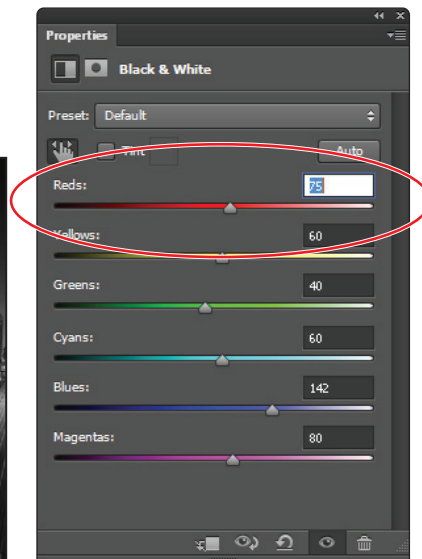 Properties
Black & White
Preset: Default
Tint Auto
Reds: 75
Yellows: 60
Greens: 40
Cyans: 60
Blues: 142
Magentas: 80